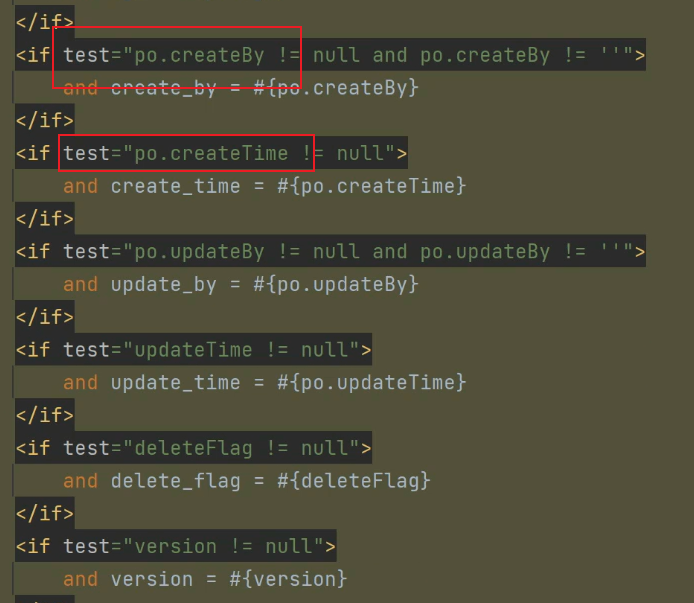 </if>
<if test="po.createBy != null and po.createBy != ''">
and create_by = #{po.createBy}
</if>
<if test="po.createTime != null">
and create_time = #{po.createTime}
</if>
<if test="po.updateBy != null and po.updateBy != ''">
and update_by = #{po.updateBy}
</if>
<if test="updateTime != null">
and update_time = #{po.updateTime}
</if>
<if test="deleteFlag != null">
and delete_flag = #{deleteFlag}
</if>
<if test="version != null">
and version = #{version}